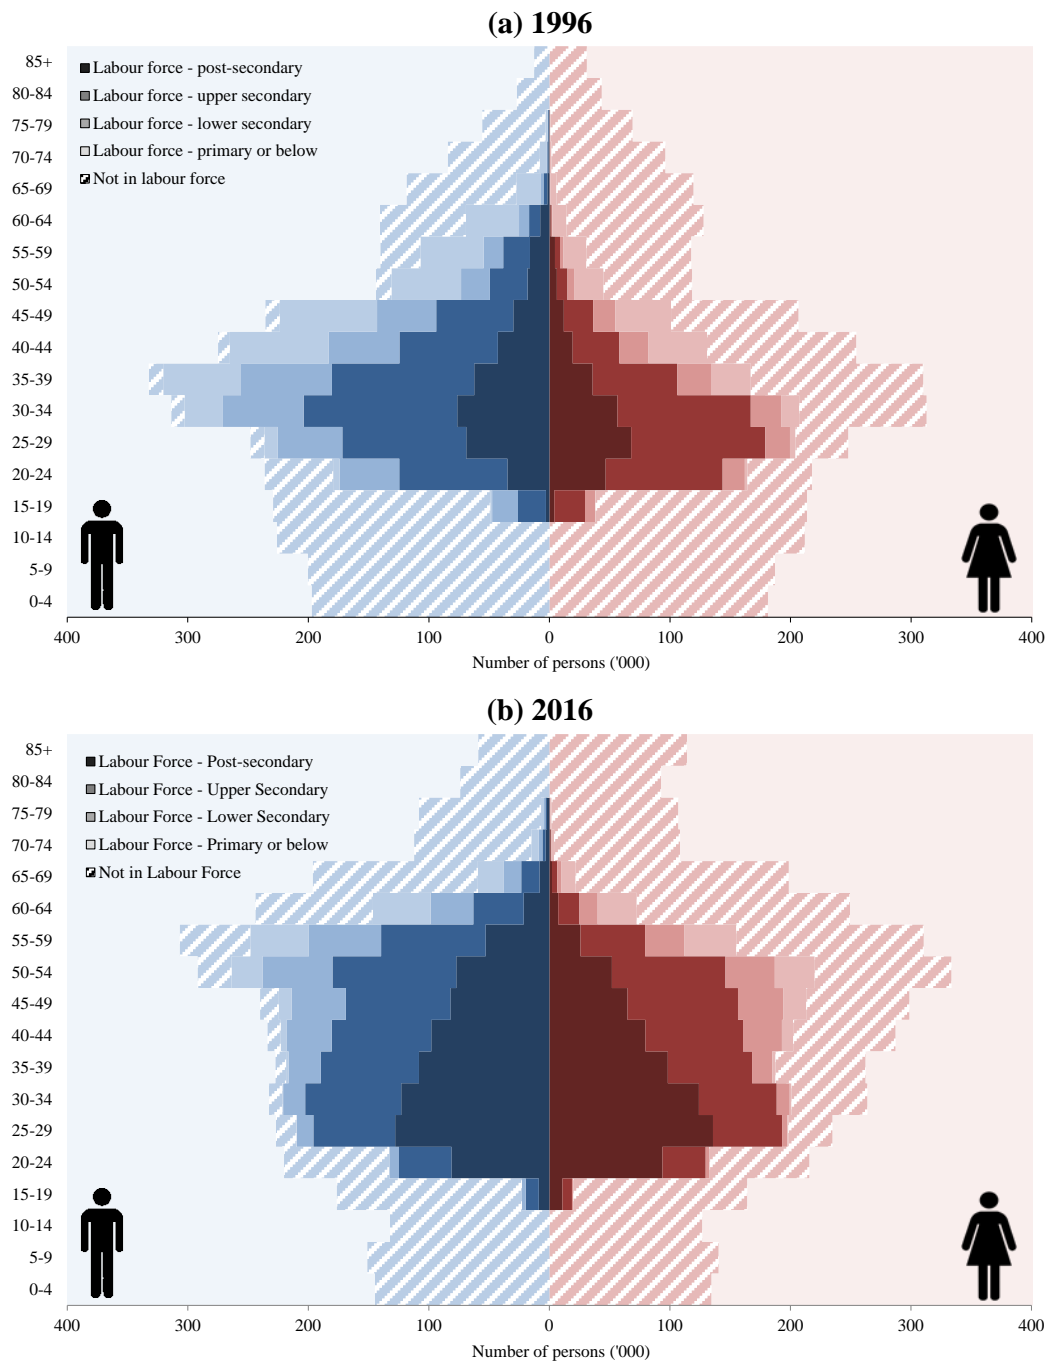 (a) 1996
85+
80-84
75-79
70-74
65-69
60-64
55-59
50-54
45-49
40-44
35-39
30-34
25-29
20-24
15-19
10-14
5-9
0-4
Labour force - post-secondary
Labour force - upper secondary
Labour force - lower secondary
Labour force - primary or below
Not in labour force
400 300 200 100 0 100 200 300 400
Number of persons ('000)
(b) 2016
85+
80-84
75-79
70-74
65-69
60-64
55-59
50-54
45-49
40-44
35-39
30-34
25-29
20-24
15-19
10-14
5-9
0-4
Labour Force - Post-secondary
Labour Force - Upper Secondary
Labour Force - Lower Secondary
Labour Force - Primary or below
Not in Labour Force
400 300 200 100 0 100 200 300 400
Number of persons ('000)